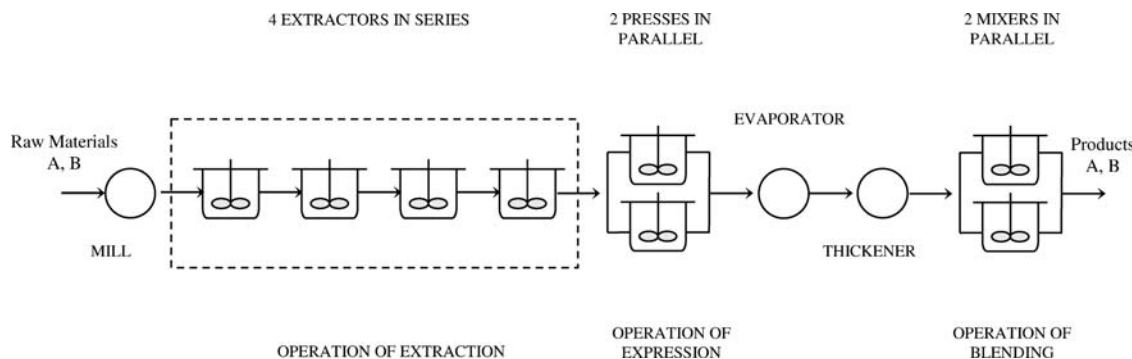 4 EXTRACTORS IN SERIES
2 PRESSES IN
PARALLEL
2 MIXERS IN
PARALLEL
Raw Materials
A, B
EVAPORATOR
Products
A, B
MILL
THICKENER
OPERATION OF EXTRACTION
OPERATION OF
EXPRESSION
OPERATION OF
BLENDING